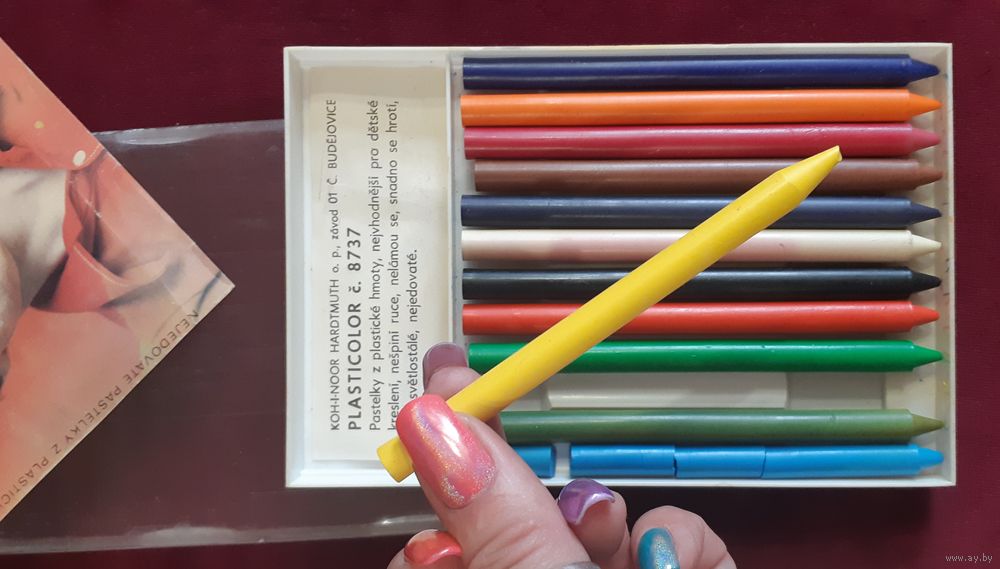 KOH-I-NOOR HARDTMUTH o. p., závod 01 Č. BUDĚJOVICE
PLASTICOLOR č. 8737
Pastelky z plastické hmoty, nejvhodnější pro dětské
kreslení, nešpiní ruce, nelámou se, snadno se hrotí,
světlostálé, nejedovaté.
NEJEDOVATÉ PASTELKY Z PLASTICK
www.ay.by